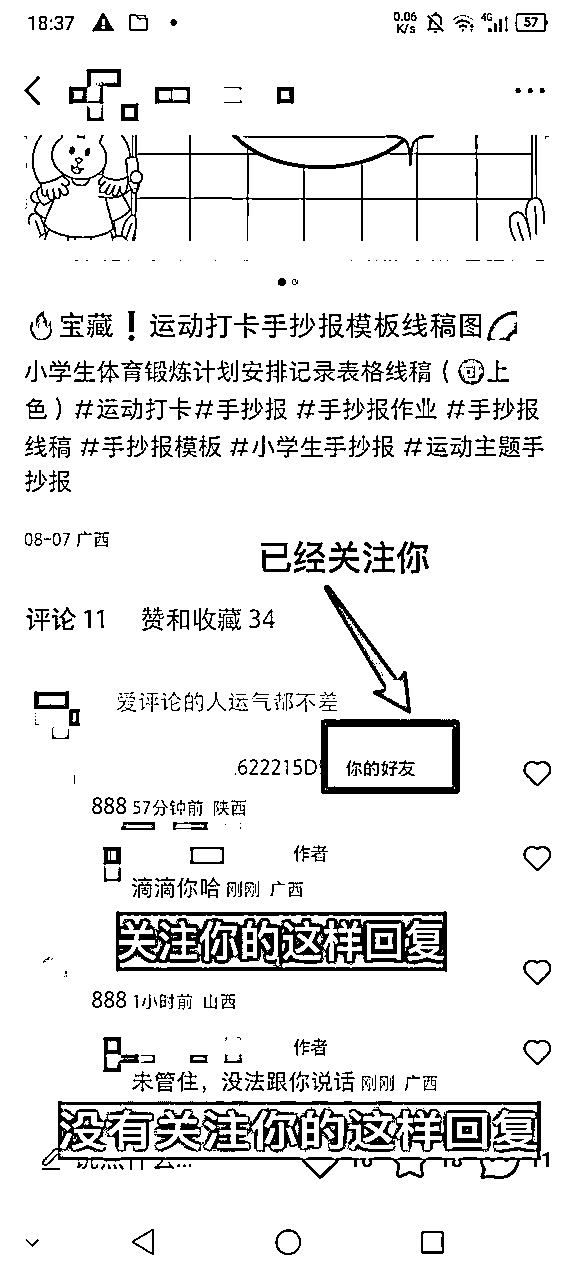 18:37
0.06
K/s
4G
57
宝藏❗运动打卡手抄报模板线稿图
小学生体育锻炼计划安排记录表格线稿（可上
色）#运动打卡#手抄报 #手抄报作业 #手抄报
线稿 #手抄报模板 #小学生手抄报 #运动主题手
抄报
08-07 广西
已经关注你
评论 11 赞和收藏 34
爱评论的人运气都不差
622215D
你的好友
888 57分钟前 陕西
作者
滴滴你哈 刚刚 广西
关注你的这样回复
888 1小时前 山西
作者
未管住，没法跟你说话 刚刚 广西
没有关注你的这样回复
说点什么...
11